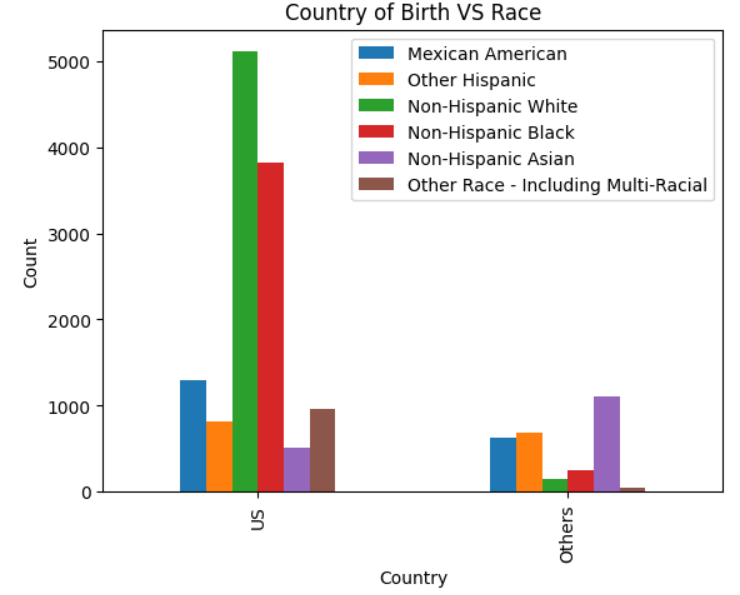 Country of Birth VS Race
Mexican American
Other Hispanic
Non-Hispanic White
Non-Hispanic Black
Non-Hispanic Asian
Other Race - Including Multi-Racial
5000
4000
3000
2000
1000
0
Count
US
Others
Country